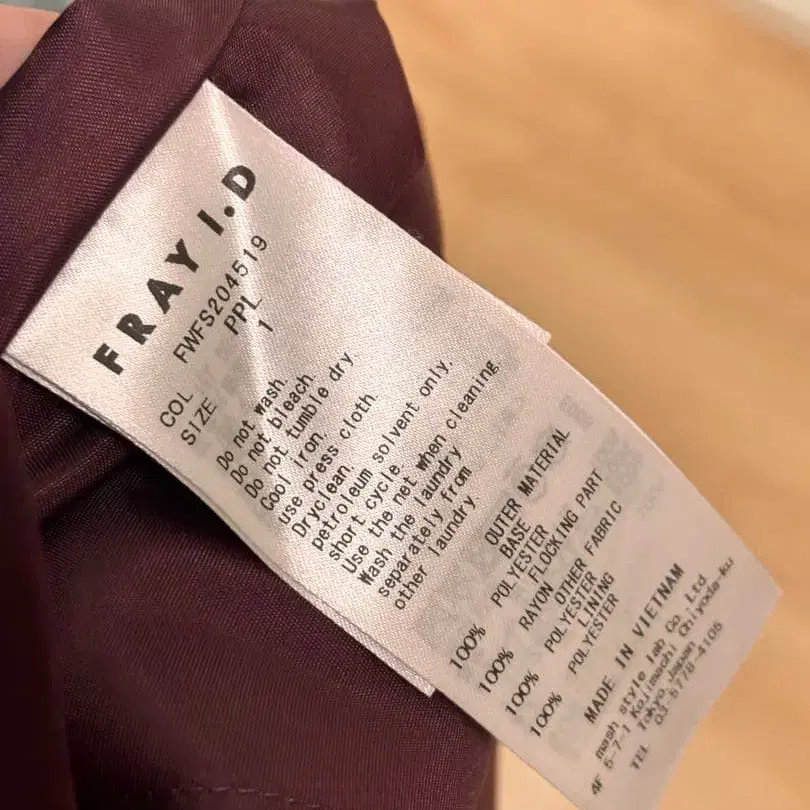 FRAY I.D
FWFS204519
COL PPL
SIZE 1
Do not wash.
Do not bleach.
Do not tumble dry.
Cool iron.
use press cloth.
Dryclean.
petroleum solvent only.
short cycle.
Use the net when cleaning.
Wash the laundry
separately from
other laundry.
OUTER MATERIAL
BASE
100% POLYESTER
FLOCKING PART
100% RAYON
OTHER FABRIC
100% POLYESTER
LINING
100% POLYESTER
MADE IN VIETNAM
mash style lab Co.,Ltd.
4F 5-7-1 Kojimachi Chiyoda-ku
Tokyo,Japan
TEL 03-5778-4105